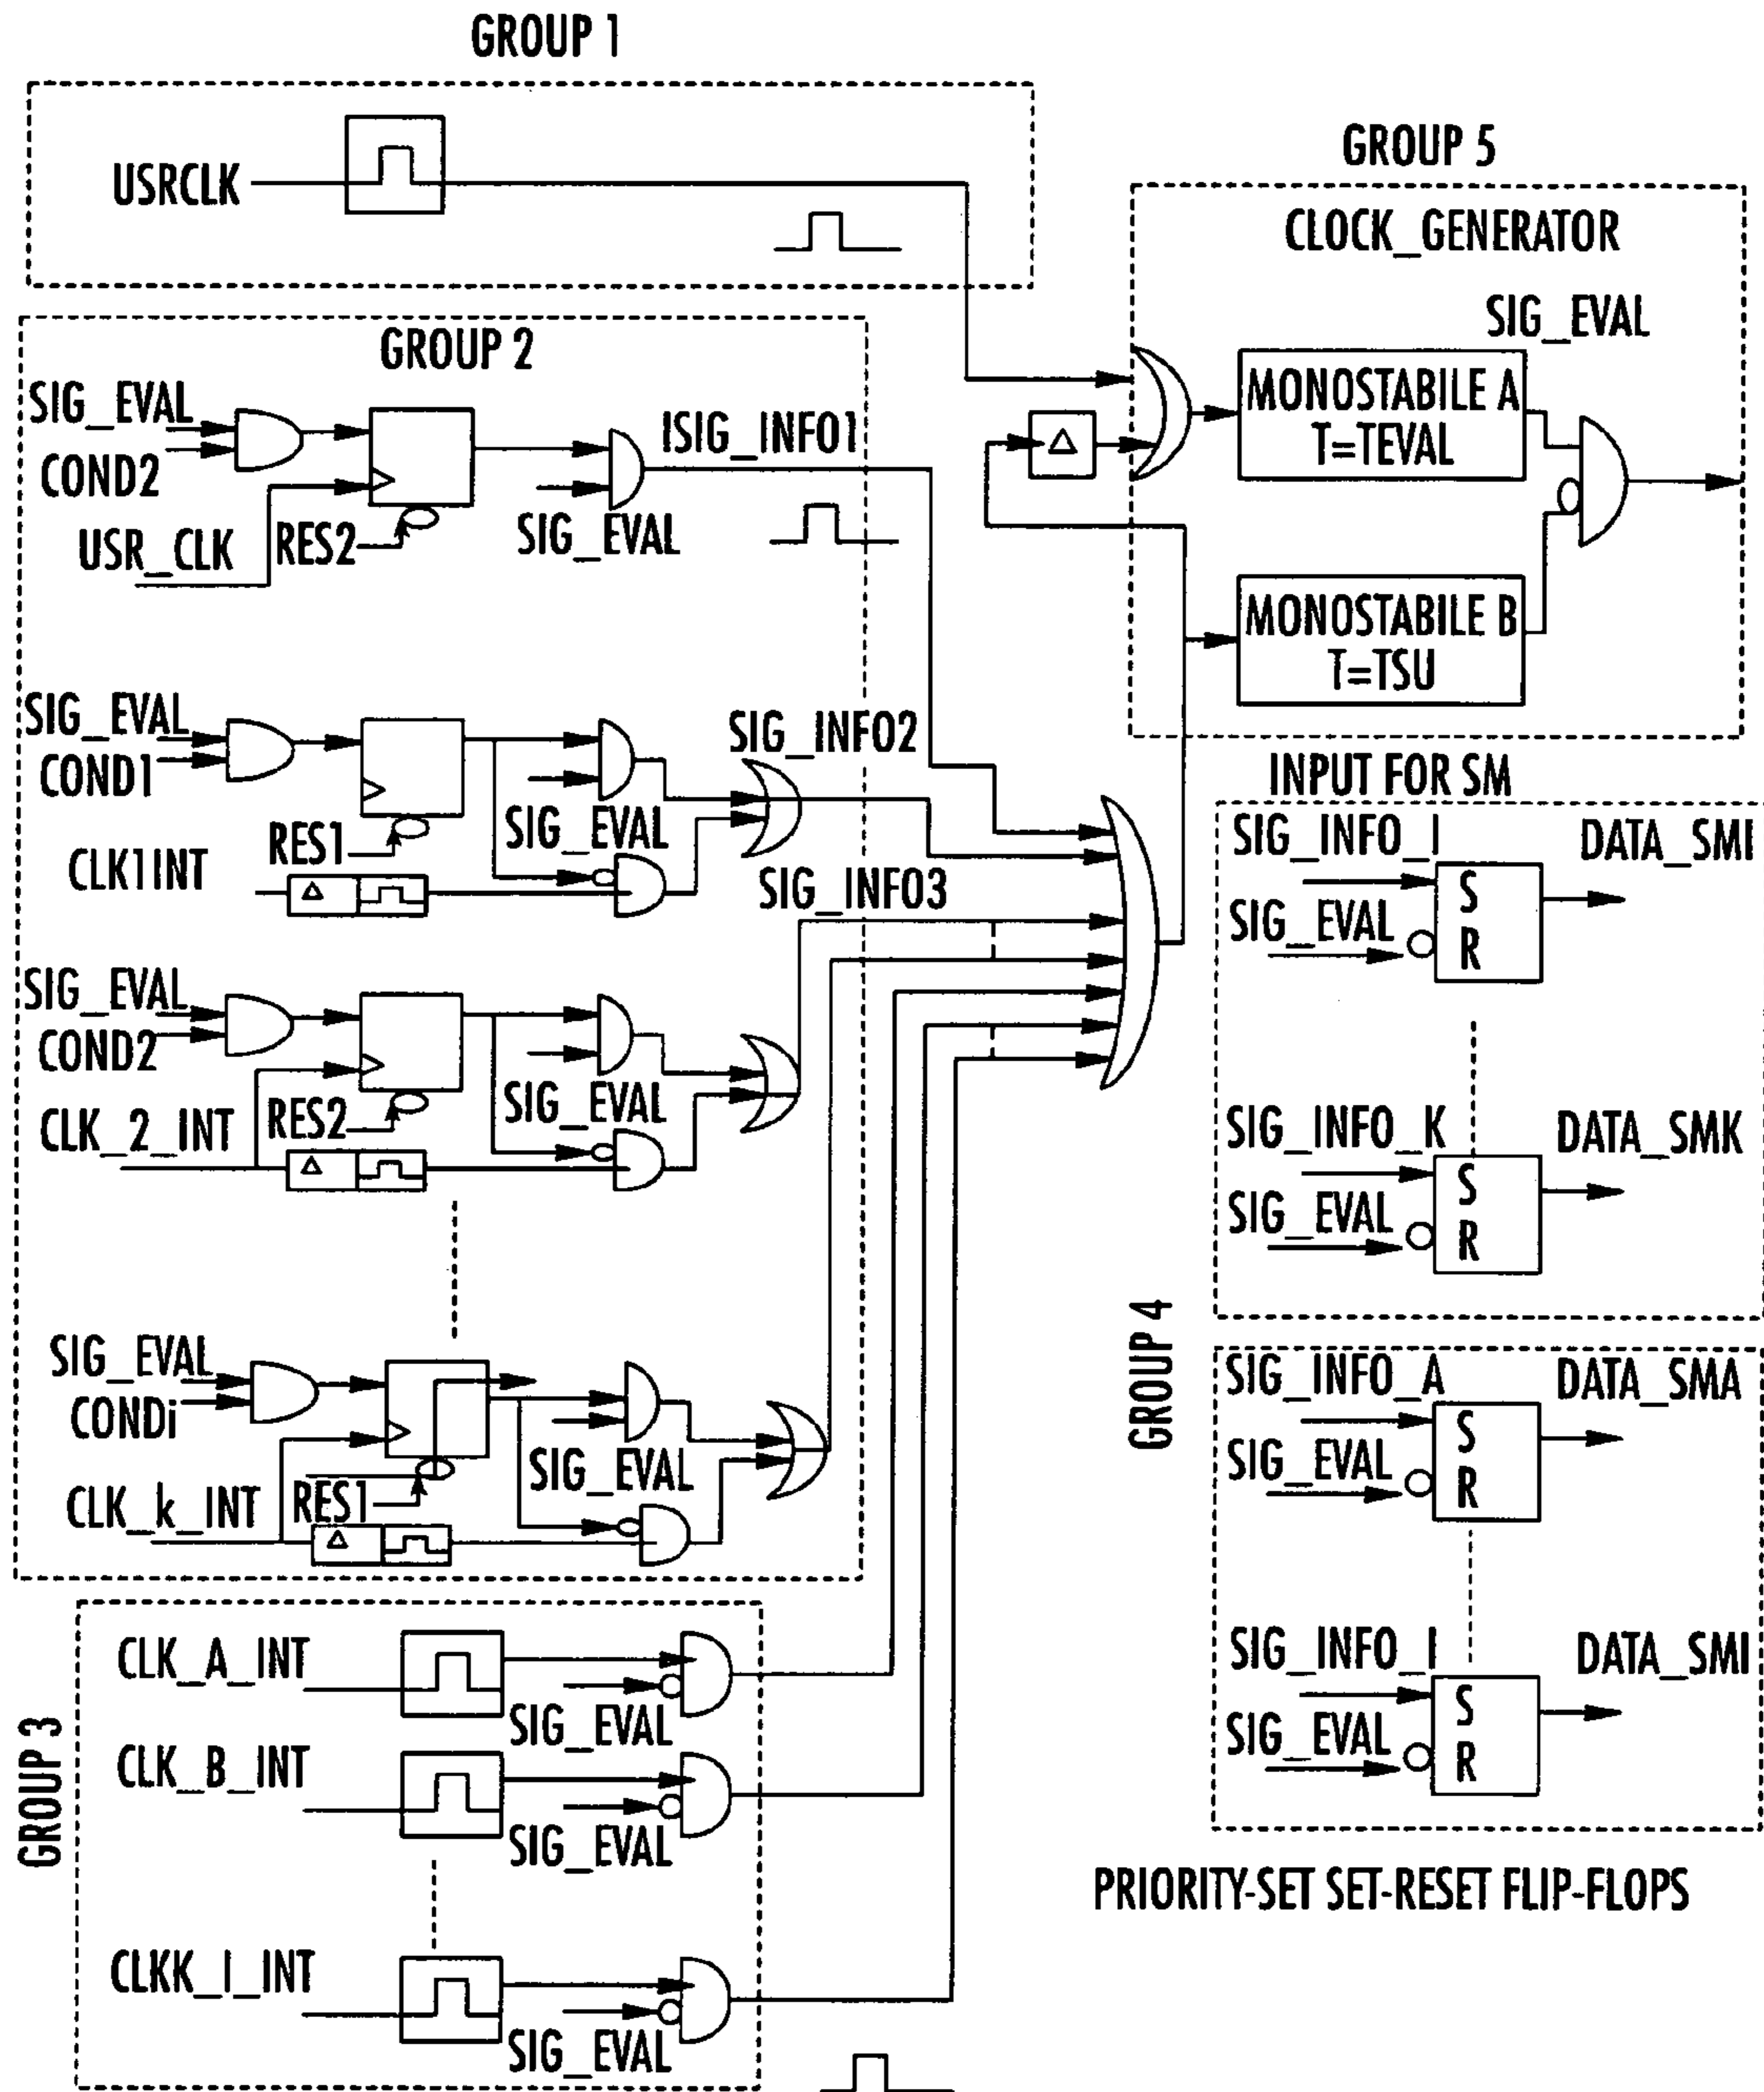 GROUP 1
USRCLK
GROUP 5
CLOCK_GENERATOR
SIG_EVAL
MONOSTABILE A
T=TEVAL
Δ
MONOSTABILE B
T=TSU
GROUP 2
SIG_EVAL
COND2
USR_CLK
RES2
SIG_EVAL
ISIG_INFO1
SIG_EVAL
COND1
CLK1INT
RES1
Δ
SIG_EVAL
SIG_INFO2
SIG_EVAL
COND2
CLK_2_INT
RES2
Δ
SIG_EVAL
SIG_INFO3
SIG_EVAL
CONDi
CLK_k_INT
RES1
Δ
SIG_EVAL
GROUP 3
CLK_A_INT
SIG_EVAL
CLK_B_INT
SIG_EVAL
CLKK_I_INT
SIG_EVAL
GROUP 4
INPUT FOR SM
SIG_INFO_I
SIG_EVAL
S
R
DATA_SMI
SIG_INFO_K
SIG_EVAL
S
R
DATA_SMK
SIG_INFO_A
SIG_EVAL
S
R
DATA_SMA
SIG_INFO_I
SIG_EVAL
S
R
DATA_SMI
PRIORITY-SET SET-RESET FLIP-FLOPS